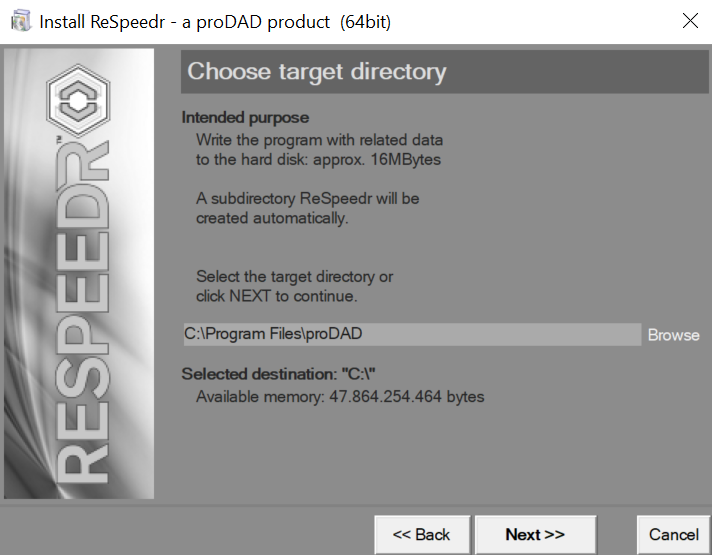 Install ReSpeedr - a proDAD product (64bit)
RESPEEDR™
Choose target directory
Intended purpose
Write the program with related data
to the hard disk: approx. 16MBytes
A subdirectory ReSpeedr will be
created automatically.
Select the target directory or
click NEXT to continue.
C:\Program Files\proDAD
Browse
Selected destination: "C:\"
Available memory: 47.864.254.464 bytes
<< Back
Next >>
Cancel